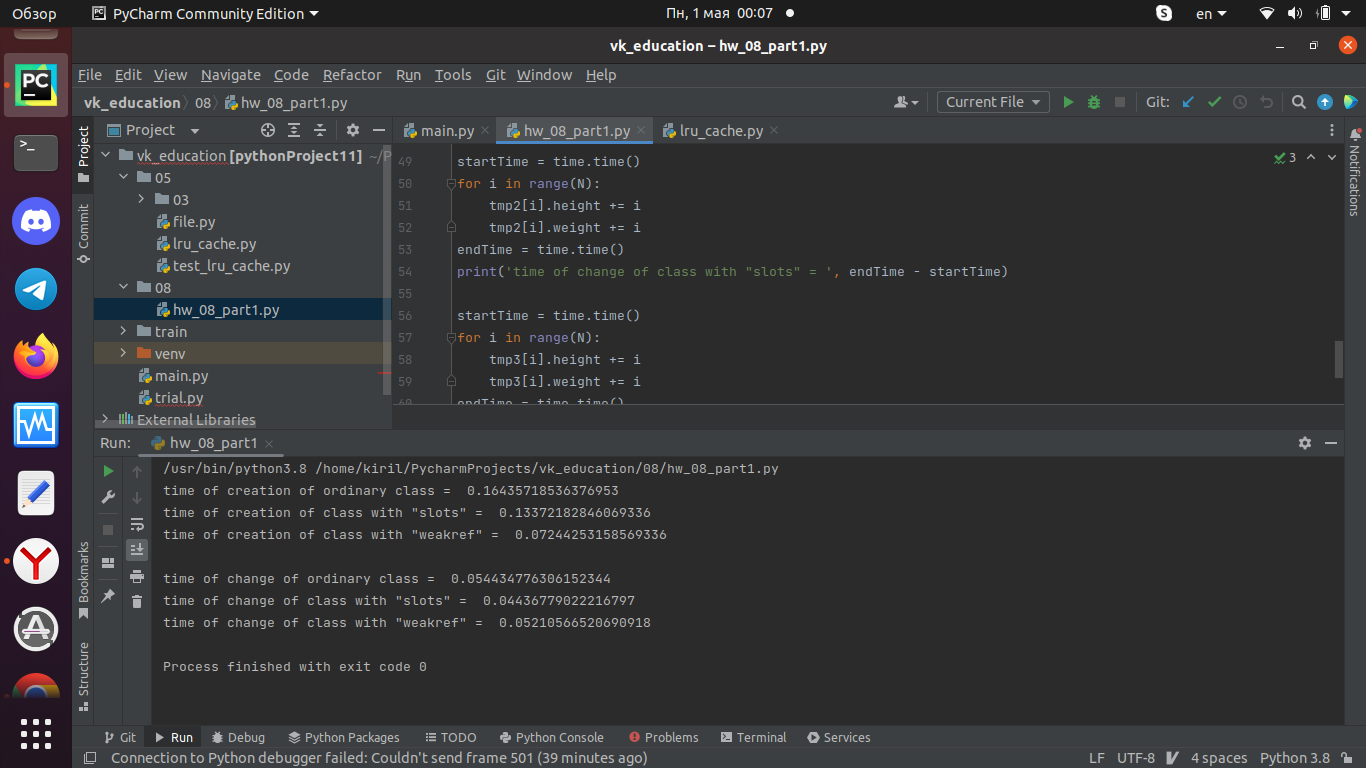 Обзор PyCharm Community Edition Пн, 1 мая 00:07 en
vk_education – hw_08_part1.py
File Edit View Navigate Code Refactor Run Tools Git Window Help
vk_education 08 hw_08_part1.py Current File Git:
Project
main.py hw_08_part1.py lru_cache.py
vk_education [pythonProject11] ~/P
05
03
file.py
lru_cache.py
test_lru_cache.py
08
hw_08_part1.py
train
venv
main.py
trial.py
External Libraries
Project
Commit
Bookmarks
Structure
Notifications
3
49 startTime = time.time()
50 for i in range(N):
51 tmp2[i].height += i
52 tmp2[i].weight += i
53 endTime = time.time()
54 print('time of change of class with "slots" = ', endTime - startTime)
55
56 startTime = time.time()
57 for i in range(N):
58 tmp3[i].height += i
59 tmp3[i].weight += i
60 endTime = time.time()
Run: hw_08_part1
/usr/bin/python3.8 /home/kiril/PycharmProjects/vk_education/08/hw_08_part1.py
time of creation of ordinary class =  0.16435718536376953
time of creation of class with "slots" =  0.13372182846069336
time of creation of class with "weakref" =  0.07244253158569336
time of change of ordinary class =  0.054434776306152344
time of change of class with "slots" =  0.04436779022216797
time of change of class with "weakref" =  0.05210566520690918
Process finished with exit code 0
Git Run Debug Python Packages TODO Python Console Problems Terminal Services
Connection to Python debugger failed: Couldn't send frame 501 (39 minutes ago) LF UTF-8 4 spaces Python 3.8